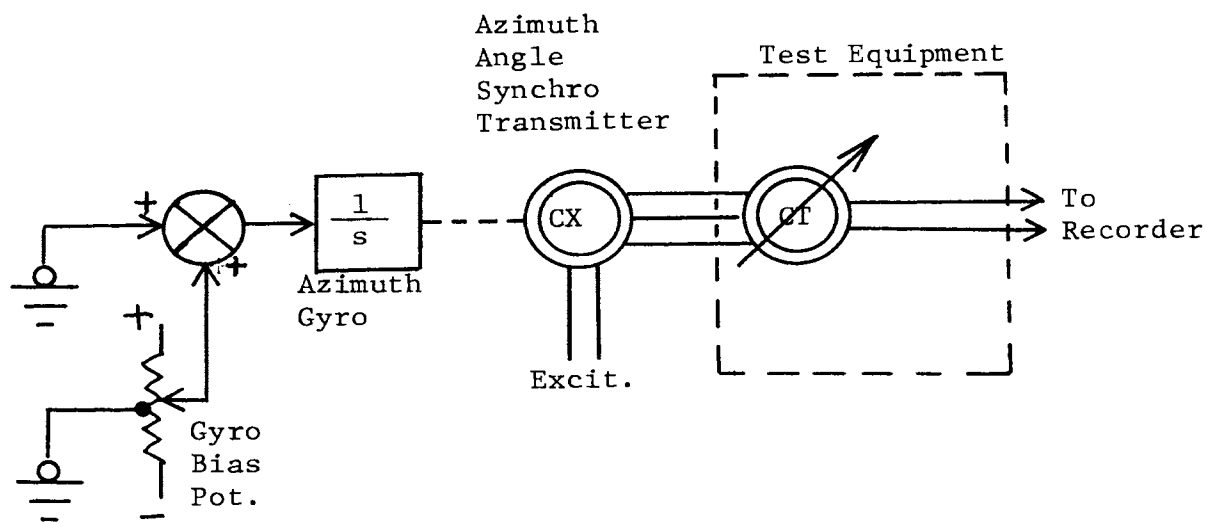 Azimuth
Angle
Synchro
Transmitter
Test Equipment
+
+
1
s
CX
CT
To
Recorder
Azimuth
Gyro
+
Excit.
Gyro
Bias
Pot.
-